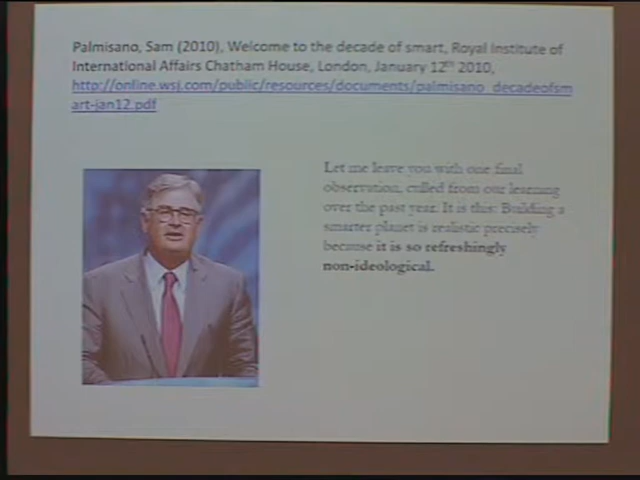 Palmisano, Sam (2010), Welcome to the decade of smart, Royal Institute of
International Affairs Chatham House, London, January 12th 2010,
http://online.wsj.com/public/resources/documents/palmisano_decadeofsm
art-jan12.pdf
Let me leave you with one final
observation, culled from our learning
over the past year. It is this: Building a
smarter planet is realistic precisely
because it is so refreshingly
non-ideological.